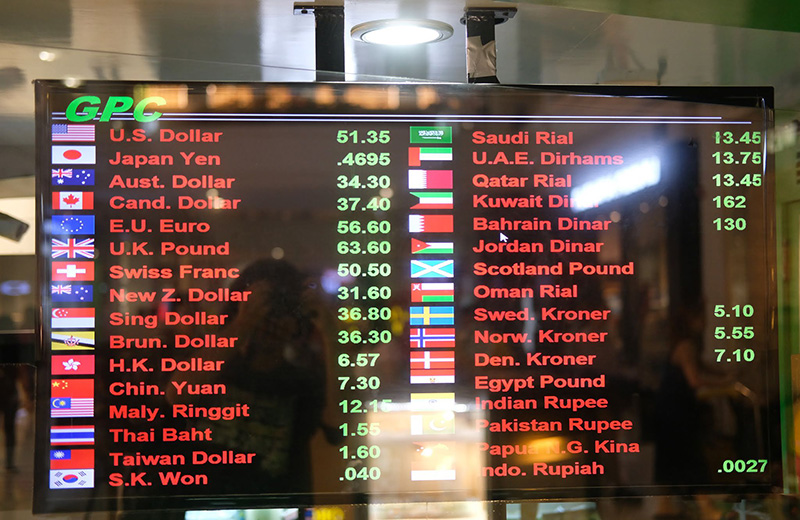 GPC
U.S. Dollar 51.35
Japan Yen .4695
Aust. Dollar 34.30
Cand. Dollar 37.40
E.U. Euro 56.60
U.K. Pound 63.60
Swiss Franc 50.50
New Z. Dollar 31.60
Sing Dollar 36.80
Brun. Dollar 36.30
H.K. Dollar 6.57
Chin. Yuan 7.30
Maly. Ringgit 12.15
Thai Baht 1.55
Taiwan Dollar 1.60
S.K. Won .040
Saudi Rial 13.45
U.A.E. Dirhams 13.75
Qatar Rial 13.45
Kuwait Dinar 162
Bahrain Dinar 130
Jordan Dinar
Scotland Pound
Oman Rial
Swed. Kroner 5.10
Norw. Kroner 5.55
Den. Kroner 7.10
Egypt Pound
Indian Rupee
Pakistan Rupee
Papua N.G. Kina
Indo. Rupiah .0027